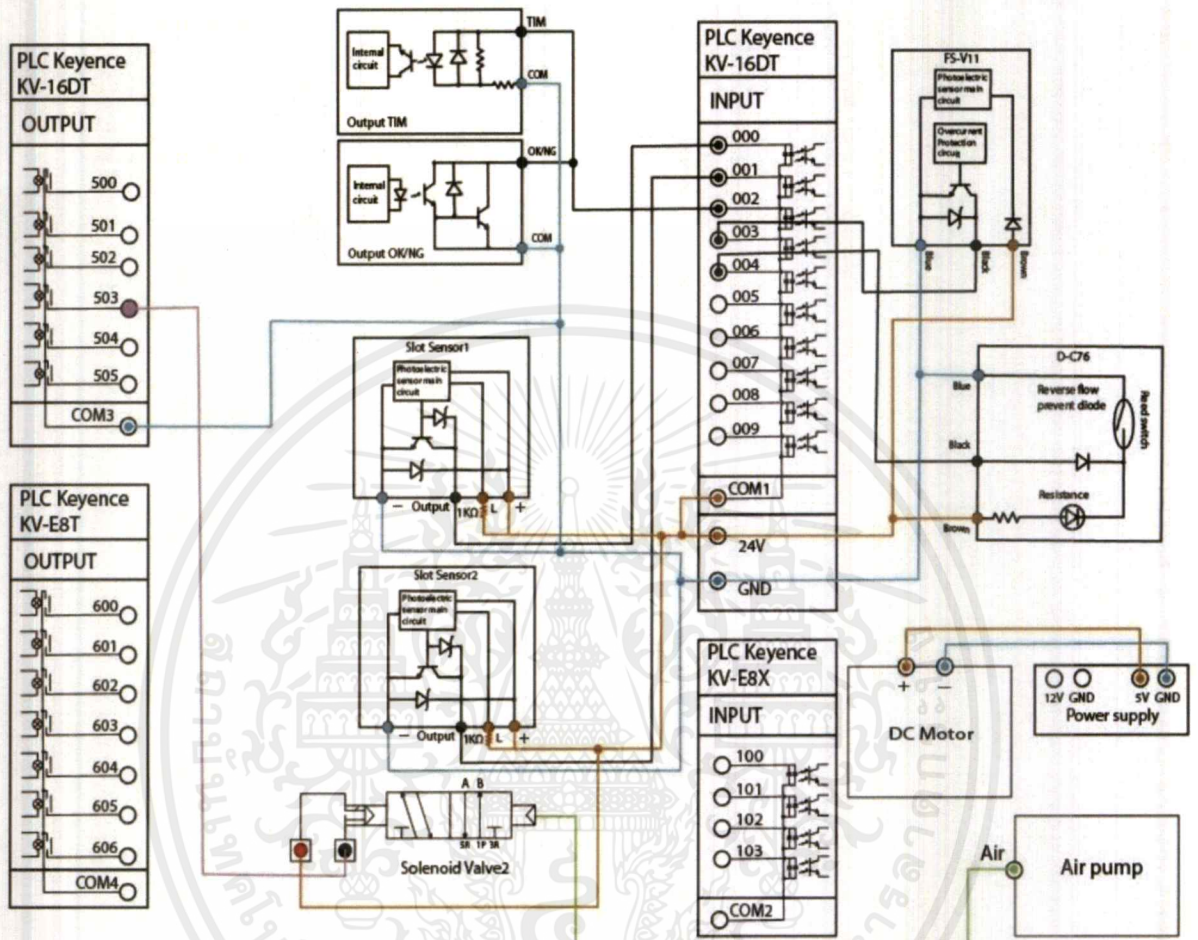 PLC Keyence
KV-16DT
OUTPUT
500
501
502
503
504
505
COM3
PLC Keyence
KV-E8T
OUTPUT
600
601
602
603
604
605
606
COM4
Internal
circuit
TIM
COM
Output TIM
Internal
circuit
OK/NG
COM
Output OK/NG
Slot Sensor1
Photoelectric
sensor main
circuit
− Output 1KΩ L +
Slot Sensor2
Photoelectric
sensor main
circuit
− Output 1KΩ L +
A B
5R 1P 3R
Solenoid Valve2
PLC Keyence
KV-16DT
INPUT
000
001
002
003
004
005
006
007
008
009
COM1
24V
GND
PLC Keyence
KV-E8X
INPUT
100
101
102
103
COM2
FS-V11
Photoelectric
sensor main
circuit
Overcurrent
Protection
circuit
Blue
Black
Brown
D-C76
Blue
Reverse flow
prevent diode
Reed switch
Black
Resistance
Brown
+ −
DC Motor
12V GND 5V GND
Power supply
Air
Air pump